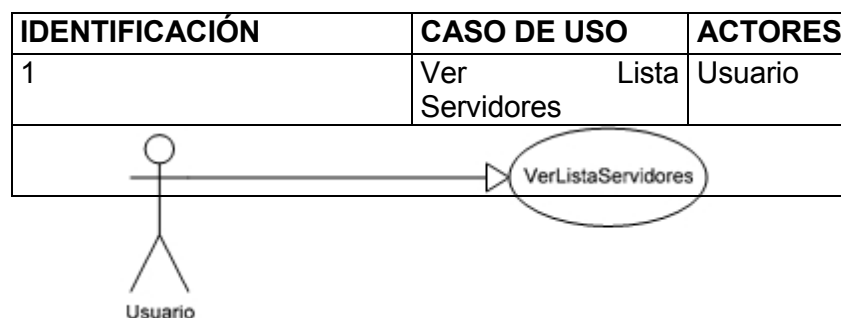 IDENTIFICACIÓN CASO DE USO ACTORES
1 Ver Lista Servidores Usuario
VerListaServidores
Usuario